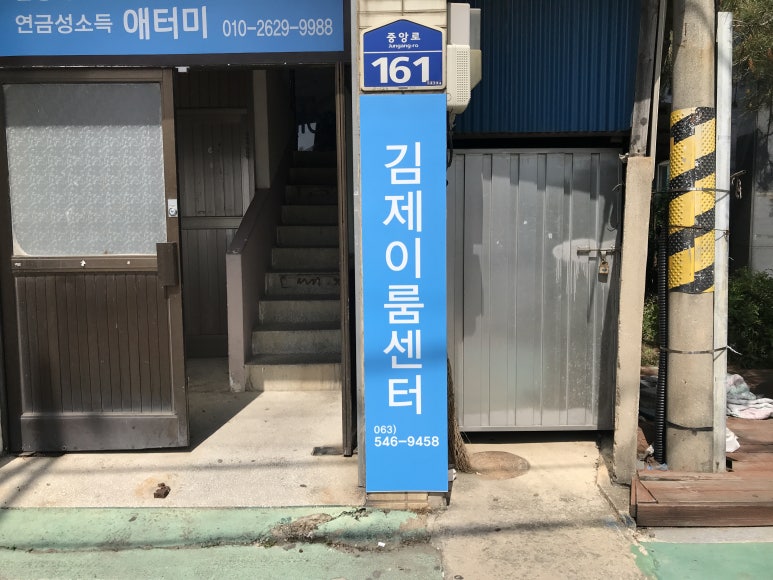 연금성소득 애터미 010-2629-9988
중앙로
Jungang-ro
161
김제이룸센터
063)
546-9458